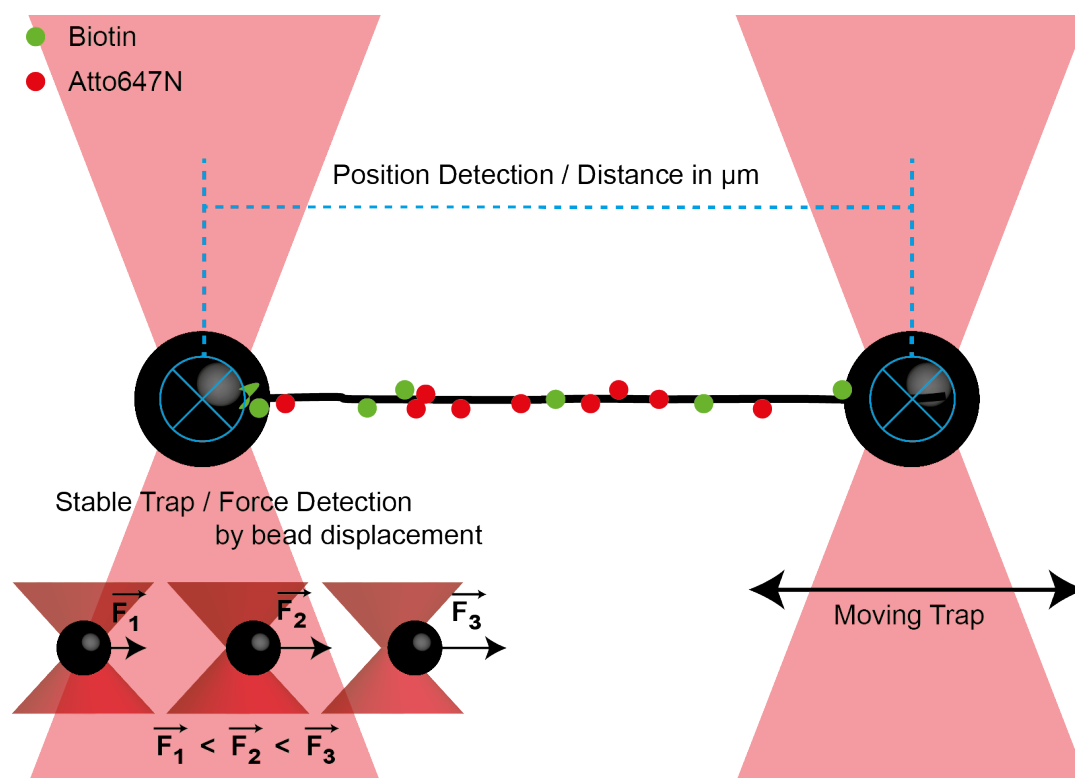 Biotin
Atto647N
Position Detection / Distance in µm
Stable Trap / Force Detection
by bead displacement
F1
F2
F3
Moving Trap
F1 < F2 < F3